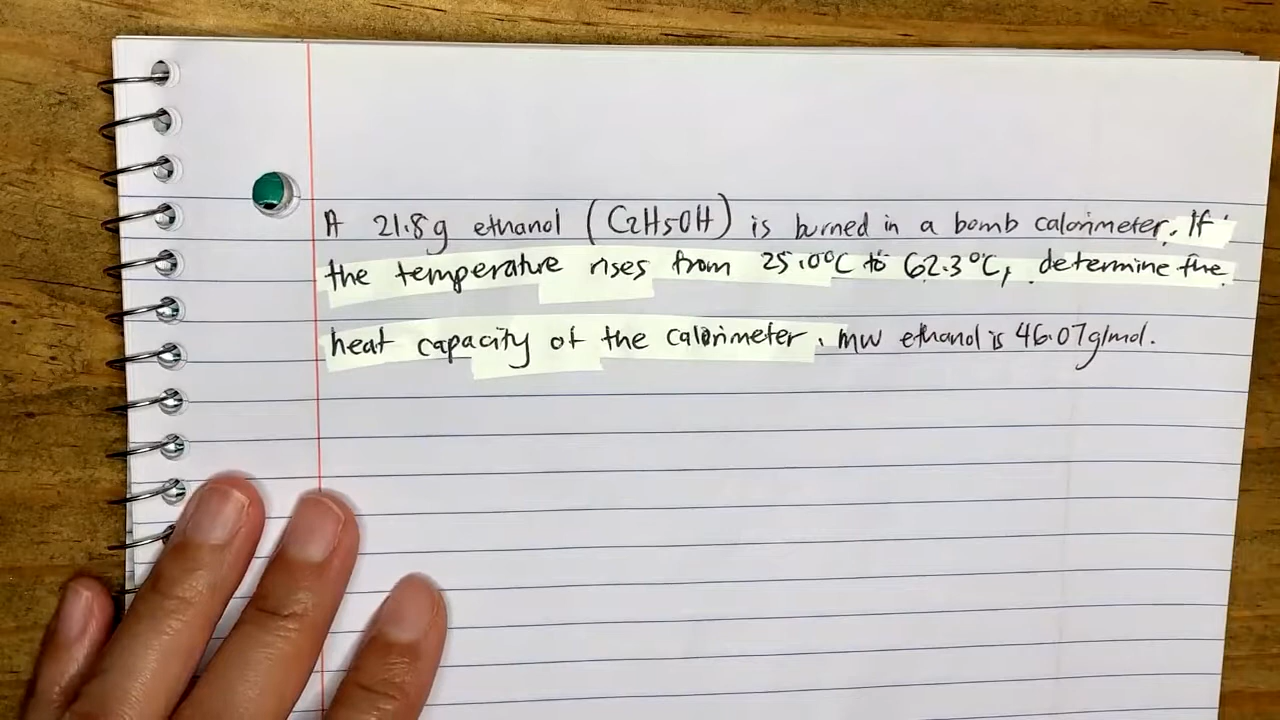 A 21.8g ethanol (C2H5OH) is burned in a bomb calorimeter. If
the temperature rises from 25.0°C to 62.3°C, determine the
heat capacity of the calorimeter. MW ethanol is 46.07g/mol.